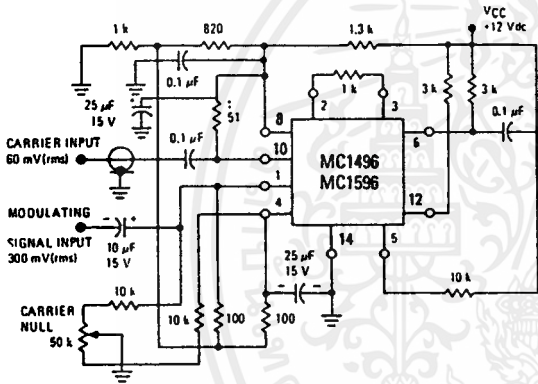 1 k
820
1.3 k
VCC
+12 Vdc
0.1 µF
3 k
3 k
1 k
25 µF
15 V
51
2
3
0.1 µF
CARRIER INPUT
60 mV(rms)
0.1 µF
8
10
1
4
MC1496
MC1596
6
12
14
5
MODULATING
SIGNAL INPUT
300 mV(rms)
10 µF
15 V
25 µF
15 V
10 k
CARRIER
NULL
50 k
10 k
100
100
10 k